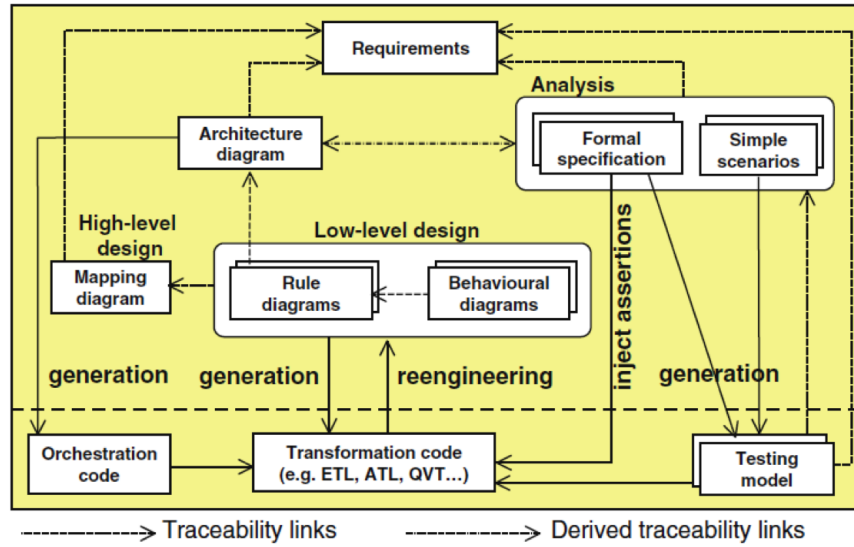 Requirements
Analysis
Architecture
diagram
Formal
specification
Simple
scenarios
High-level
design
Low-level design
Mapping
diagram
Rule
diagrams
Behavioural
diagrams
inject assertions
generation
generation
reengineering
generation
Orchestration
code
Transformation code
(e.g. ETL, ATL, QVT...)
Testing
model
Traceability links
Derived traceability links